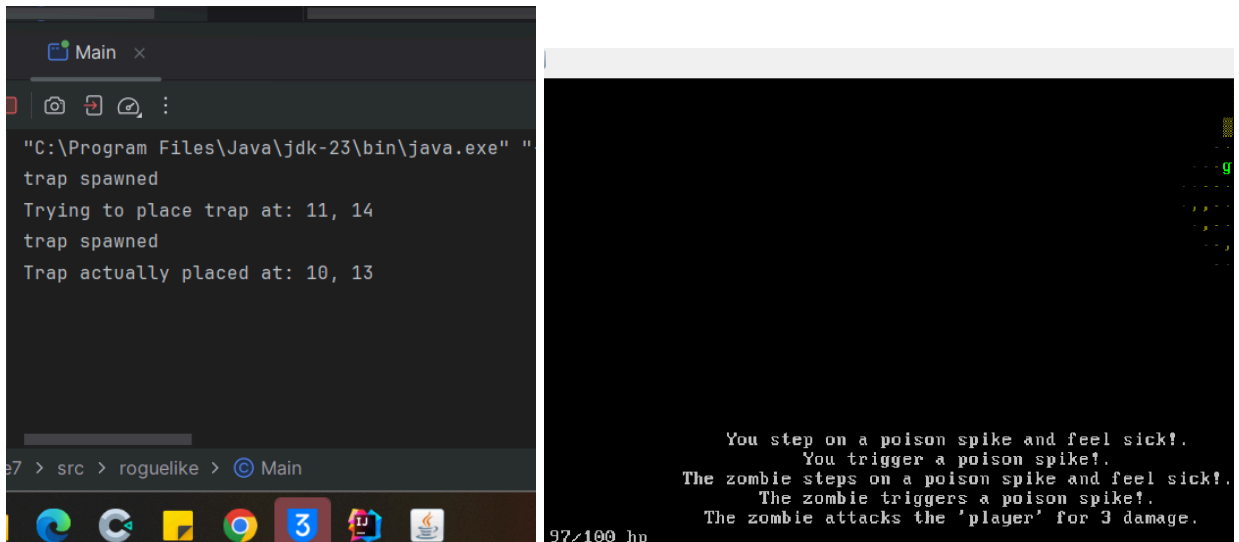 Main
"C:\Program Files\Java\jdk-23\bin\java.exe" "-
trap spawned
Trying to place trap at: 11, 14
trap spawned
Trap actually placed at: 10, 13
e7 > src > roguelike > © Main
3
IJ
g
You step on a poison spike and feel sick!.
You trigger a poison spike!.
The zombie steps on a poison spike and feel sick!.
The zombie triggers a poison spike!.
The zombie attacks the 'player' for 3 damage.
97/100 hp